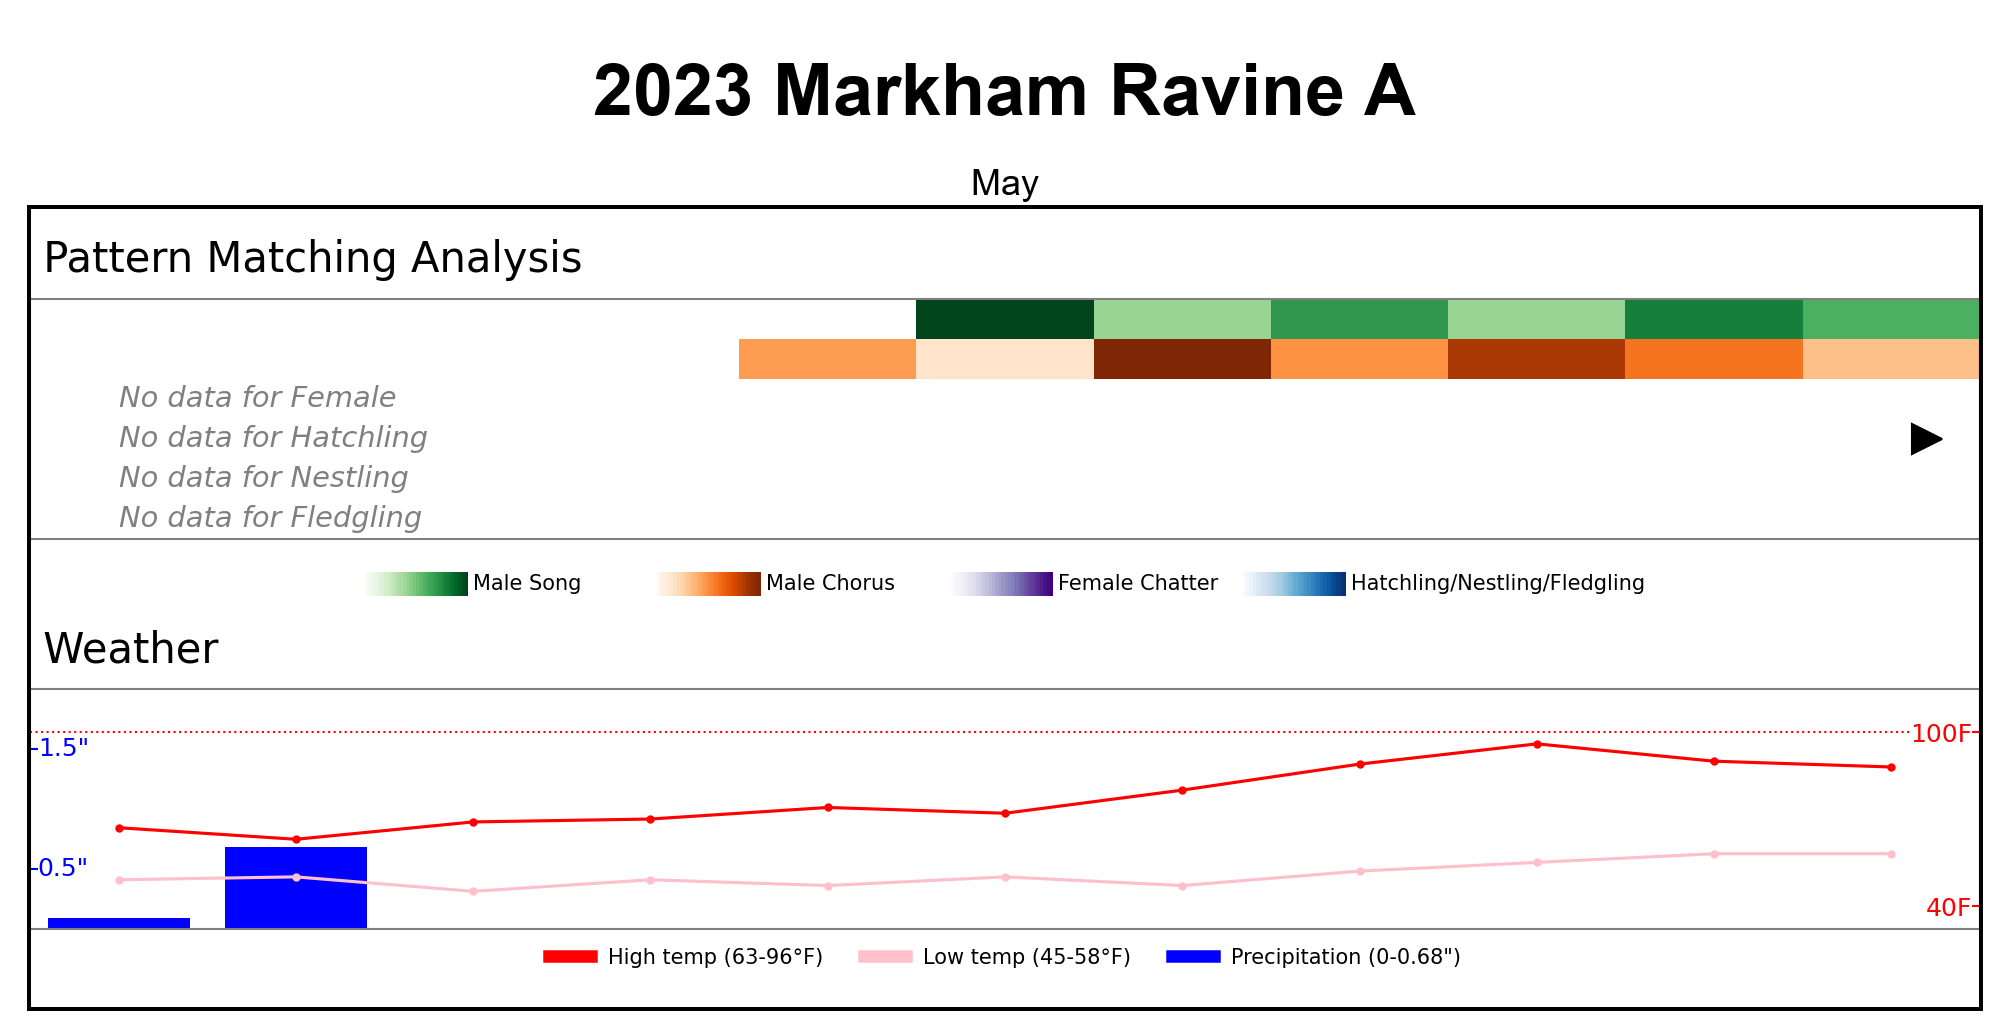 2023 Markham Ravine A
May
Pattern Matching Analysis
No data for Female
No data for Hatchling
No data for Nestling
No data for Fledgling
Male Song Male Chorus Female Chatter Hatchling/Nestling/Fledgling
Weather
100F
1.5"
0.5"
40F
High temp (63-96°F) Low temp (45-58°F) Precipitation (0-0.68")